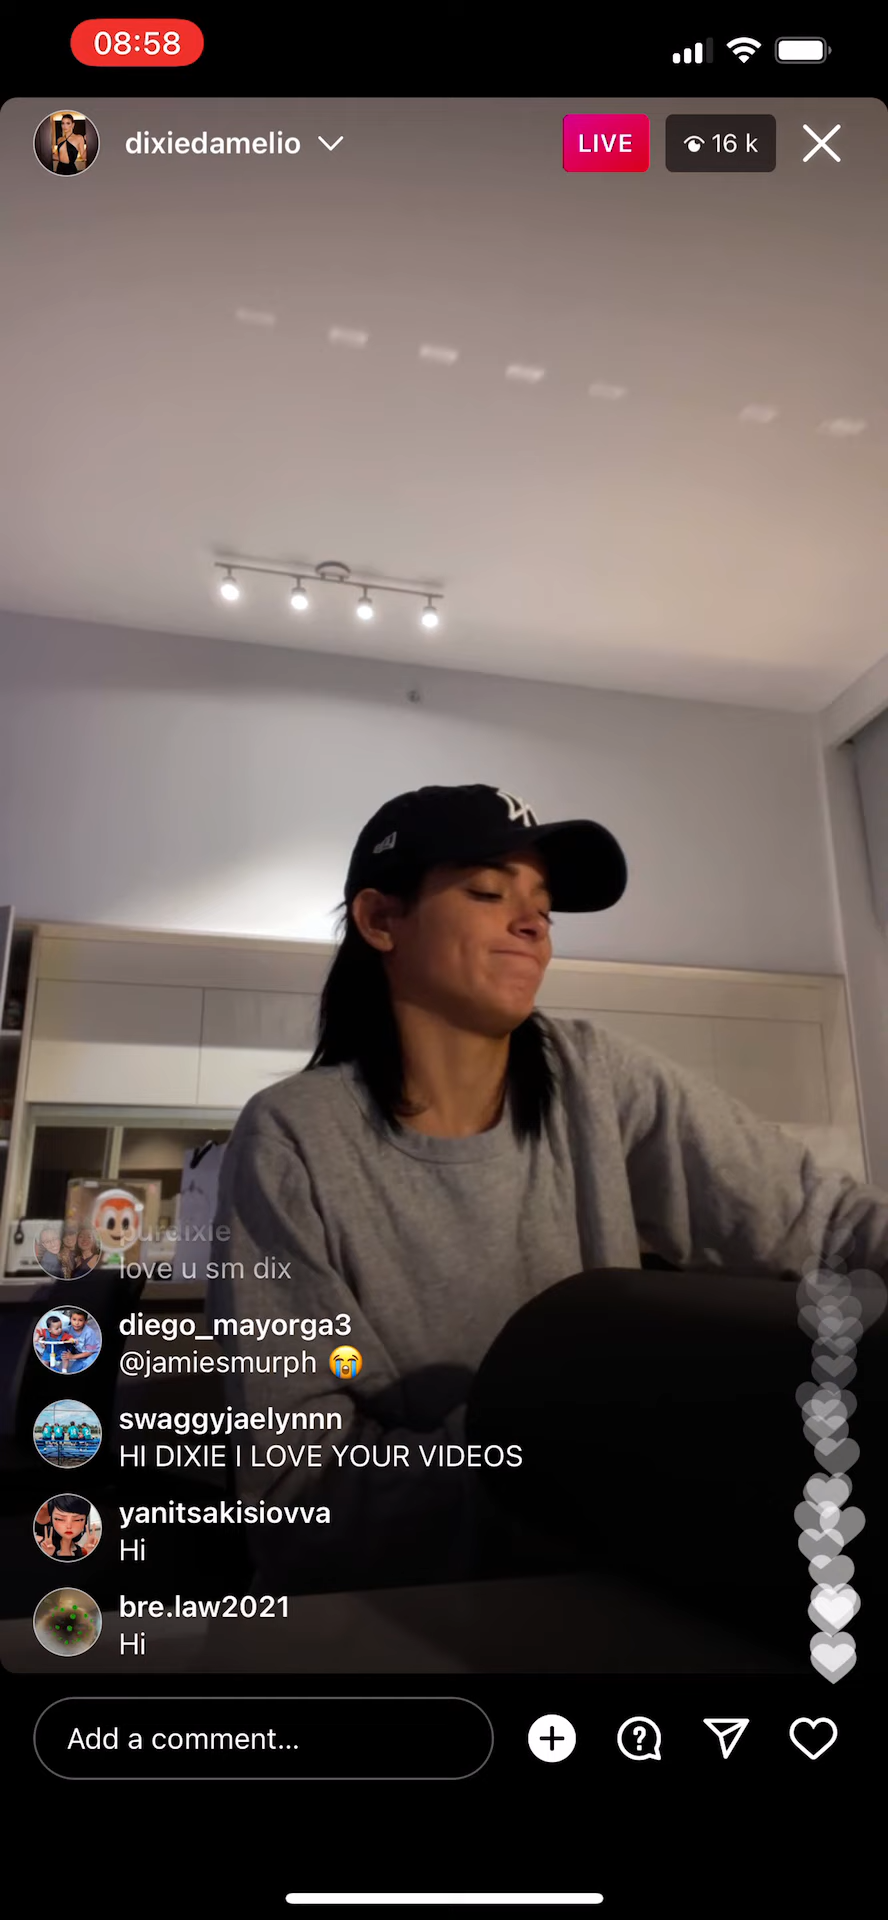 08:58
dixiedamelio
LIVE
16 k
purdixie
love u sm dix
diego_mayorga3
@jamiesmurph 😭
swaggyjaelynnn
HI DIXIE I LOVE YOUR VIDEOS
yanitsakisiovva
Hi
bre.law2021
Hi
Add a comment...